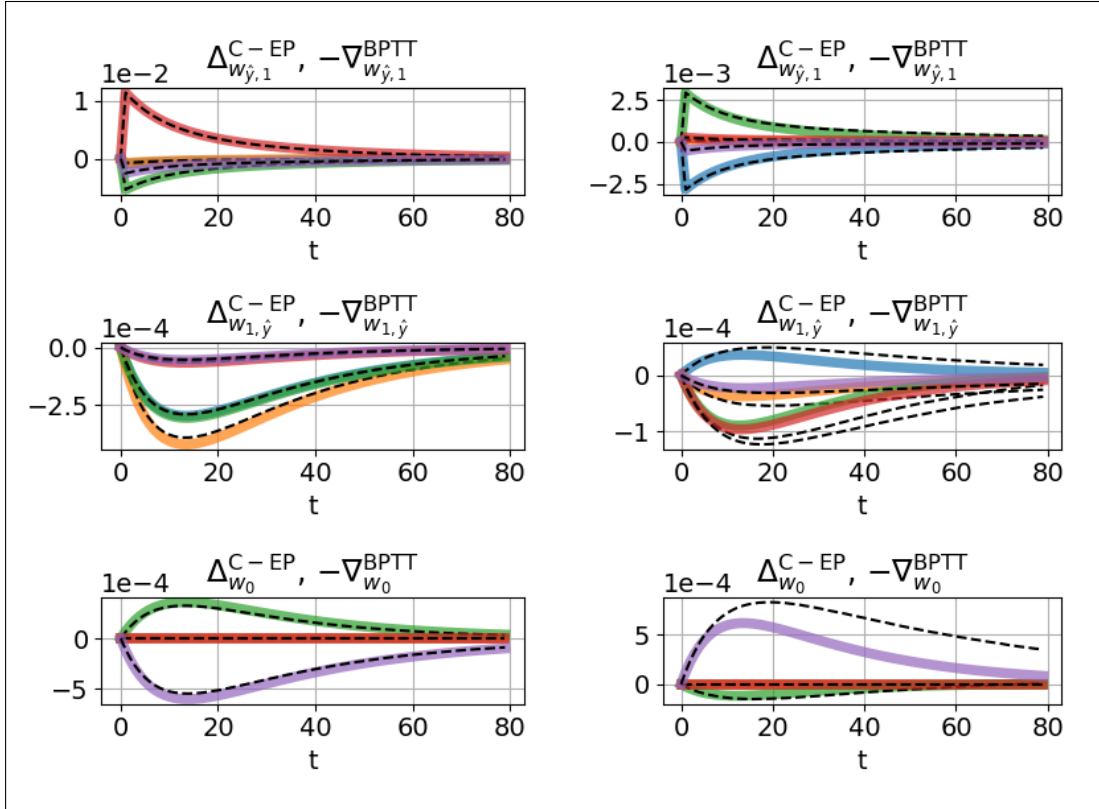 Δ^{C−EP}_{w_{ŷ,1}}, −∇^{BPTT}_{w_{ŷ,1}}
1e−2
1
0
0 20 40 60 80
t
Δ^{C−EP}_{w_{ŷ,1}}, −∇^{BPTT}_{w_{ŷ,1}}
1e−3
2.5
0.0
−2.5
0 20 40 60 80
t
Δ^{C−EP}_{w_{1,ŷ}}, −∇^{BPTT}_{w_{1,ŷ}}
1e−4
0.0
−2.5
0 20 40 60 80
t
Δ^{C−EP}_{w_{1,ŷ}}, −∇^{BPTT}_{w_{1,ŷ}}
1e−4
0
−1
0 20 40 60 80
t
Δ^{C−EP}_{w_0}, −∇^{BPTT}_{w_0}
1e−4
0
−5
0 20 40 60 80
t
Δ^{C−EP}_{w_0}, −∇^{BPTT}_{w_0}
1e−4
5
0
0 20 40 60 80
t